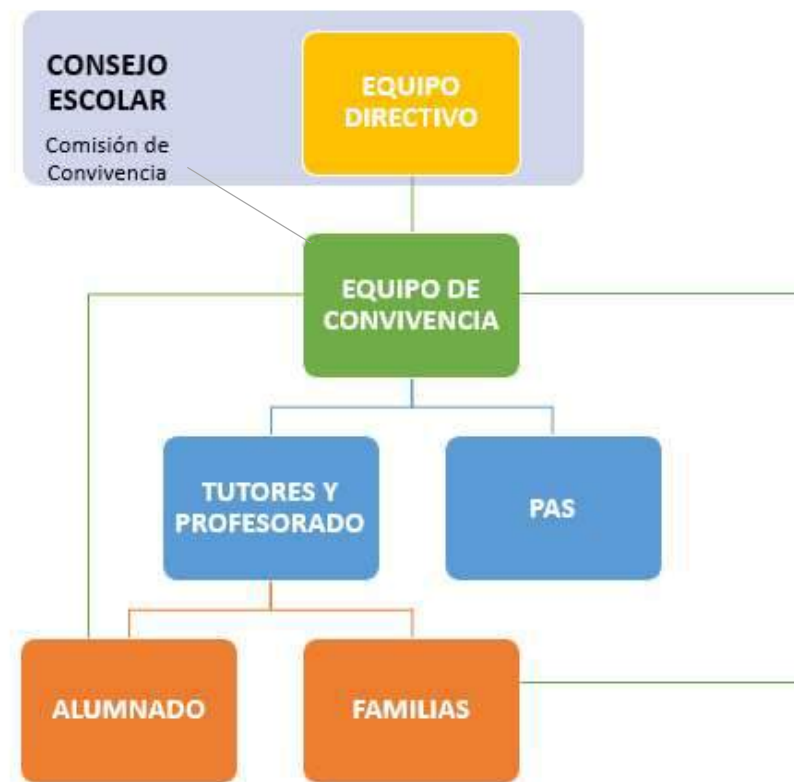 CONSEJO
ESCOLAR
Comisión de
Convivencia
EQUIPO
DIRECTIVO
EQUIPO DE
CONVIVENCIA
TUTORES Y
PROFESORADO
PAS
ALUMNADO
FAMILIAS